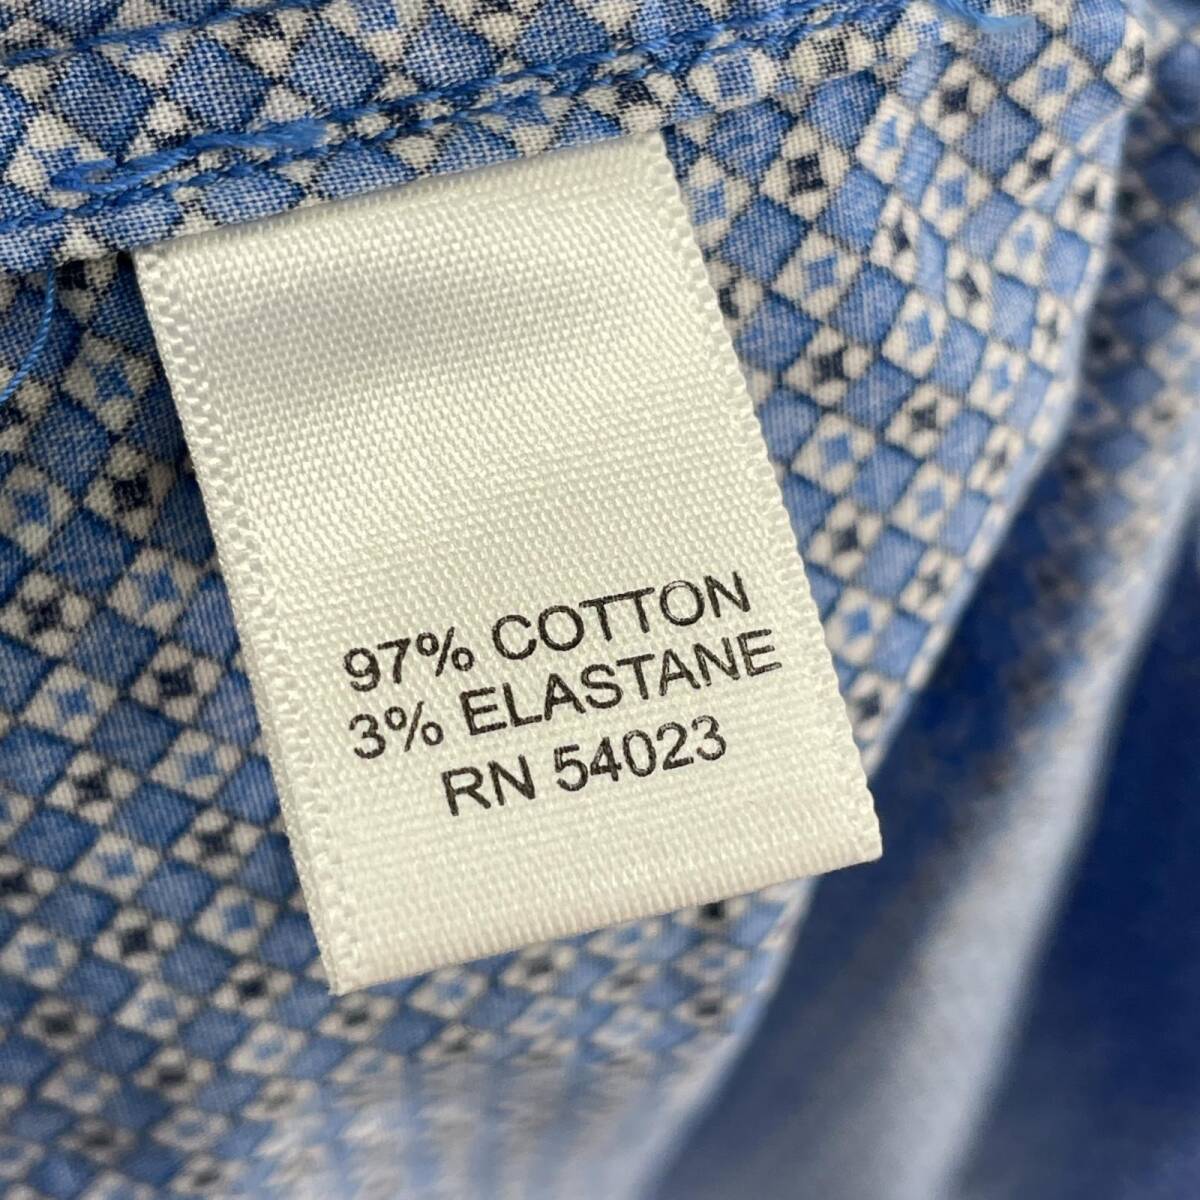 97% COTTON
3% ELASTANE
RN 54023